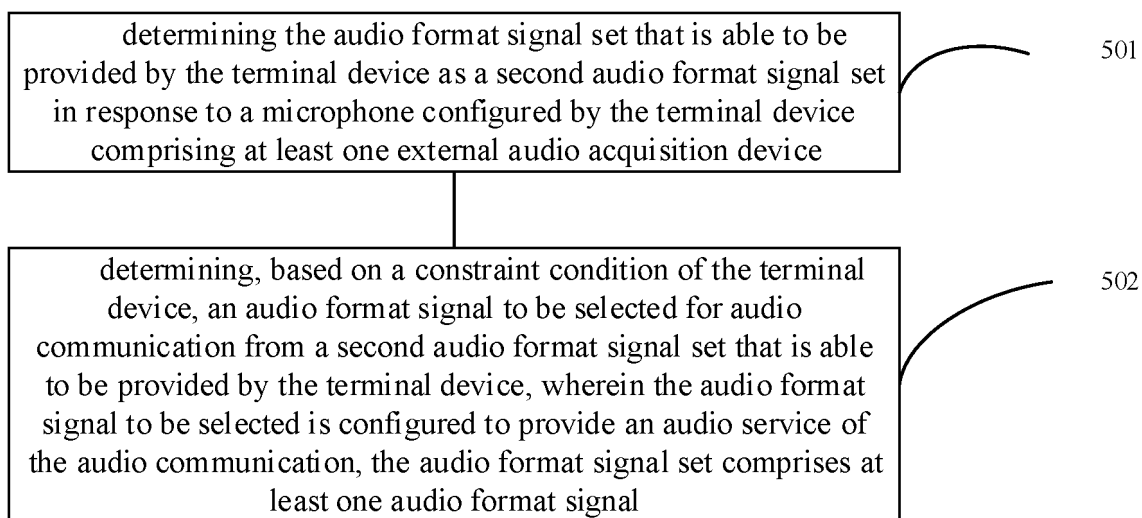 determining the audio format signal set that is able to be
provided by the terminal device as a second audio format signal set
in response to a microphone configured by the terminal device
comprising at least one external audio acquisition device
501
determining, based on a constraint condition of the terminal
device, an audio format signal to be selected for audio
communication from a second audio format signal set that is able
to be provided by the terminal device, wherein the audio format
signal to be selected is configured to provide an audio service of
the audio communication, the audio format signal set comprises at
least one audio format signal
502